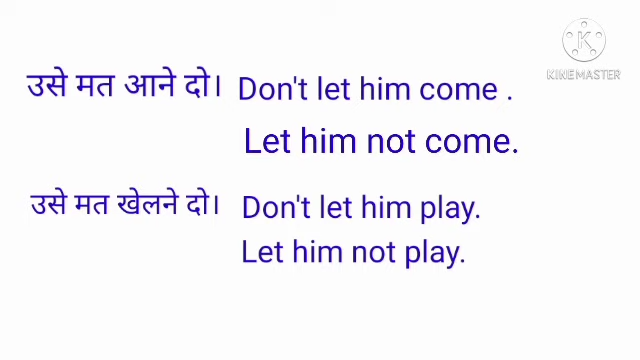 K
KINEMASTER
उसे मत आने दो। Don't let him come .
Let him not come.
उसे मत खेलने दो। Don't let him play.
Let him not play.